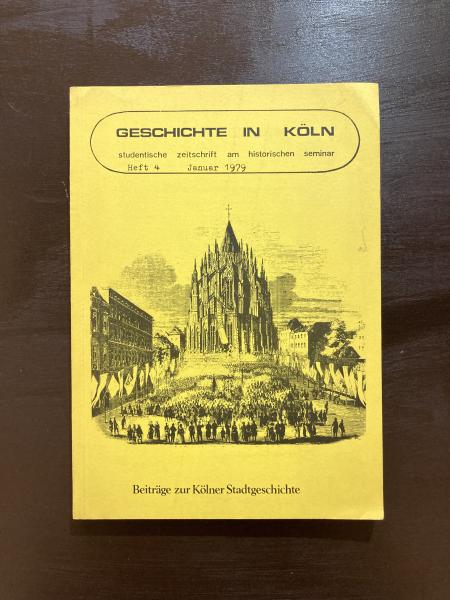 GESCHICHTE IN KÖLN
studentische zeitschrift am historischen seminar
Heft 4 Januar 1979
Beiträge zur Kölner Stadtgeschichte